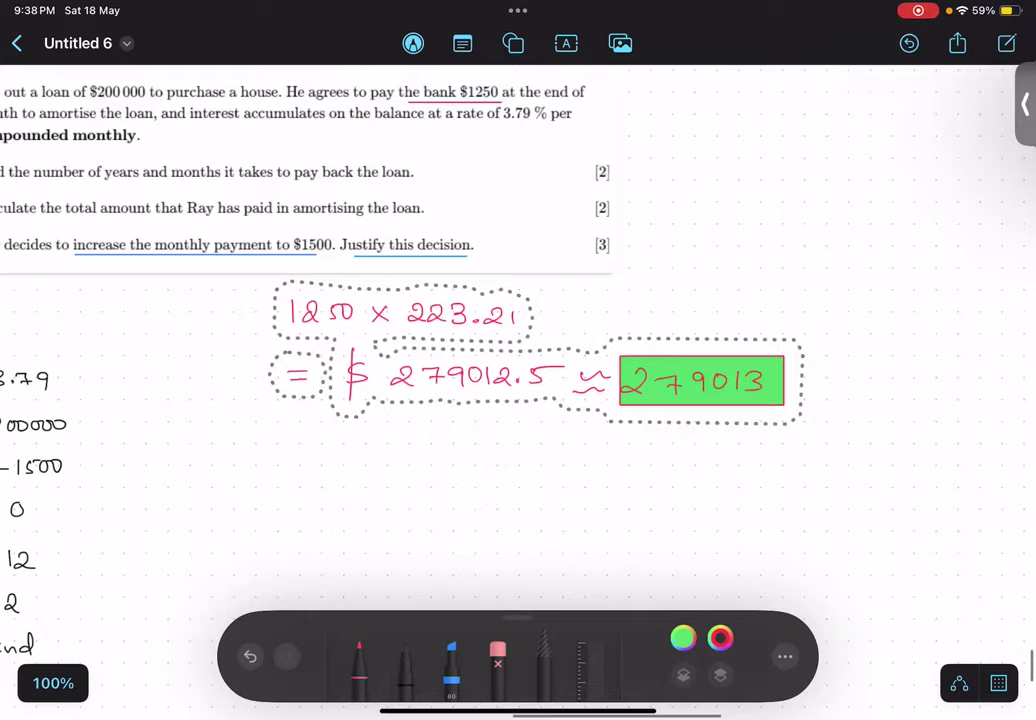 9:38 PM Sat 18 May
59%
Untitled 6
A
out a loan of $200 000 to purchase a house. He agrees to pay the bank $1250 at the end of
nth to amortise the loan, and interest accumulates on the balance at a rate of 3.79 % per
mpounded monthly.
d the number of years and months it takes to pay back the loan. [2]
culate the total amount that Ray has paid in amortising the loan. [2]
decides to increase the monthly payment to $1500. Justify this decision. [3]
1250 × 223.21
= $ 279012.5 ≈ 279013
3.79
00000
-1500
0
12
2
end
80
100%